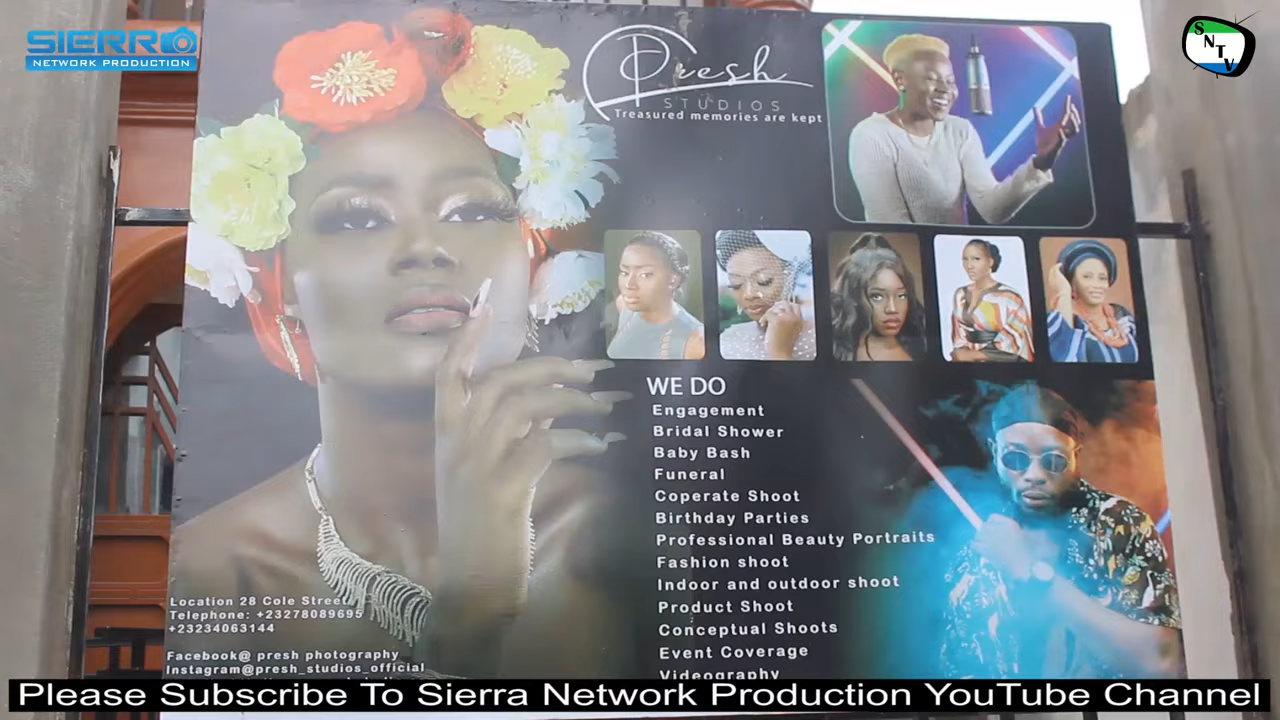 SIERRO
NETWORK PRODUCTION
SNTV
Presh
STUDIOS
Treasured memories are kept
WE DO
Engagement
Bridal Shower
Baby Bash
Funeral
Coperate Shoot
Birthday Parties
Professional Beauty Portraits
Fashion shoot
Indoor and outdoor shoot
Product Shoot
Conceptual Shoots
Event Coverage
Videography
Location 28 Cole Street
Telephone: +23278089695
+23234063144
Facebook@ presh photography
Instagram@presh_studios_official
Please Subscribe To Sierra Network Production YouTube Channel